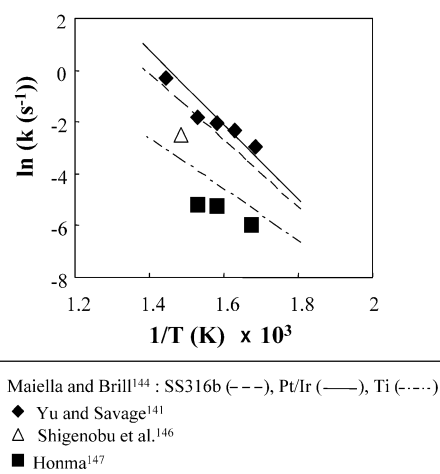 2
0
-2
-4
-6
-8
ln (k (s⁻¹))
1.2 1.4 1.6 1.8 2
1/T (K) × 10³
Maiella and Brill¹⁴⁴ : SS316b (---), Pt/Ir (——), Ti (-·-·-)
◆ Yu and Savage¹⁴¹
△ Shigenobu et al.¹⁴⁶
■ Honma¹⁴⁷